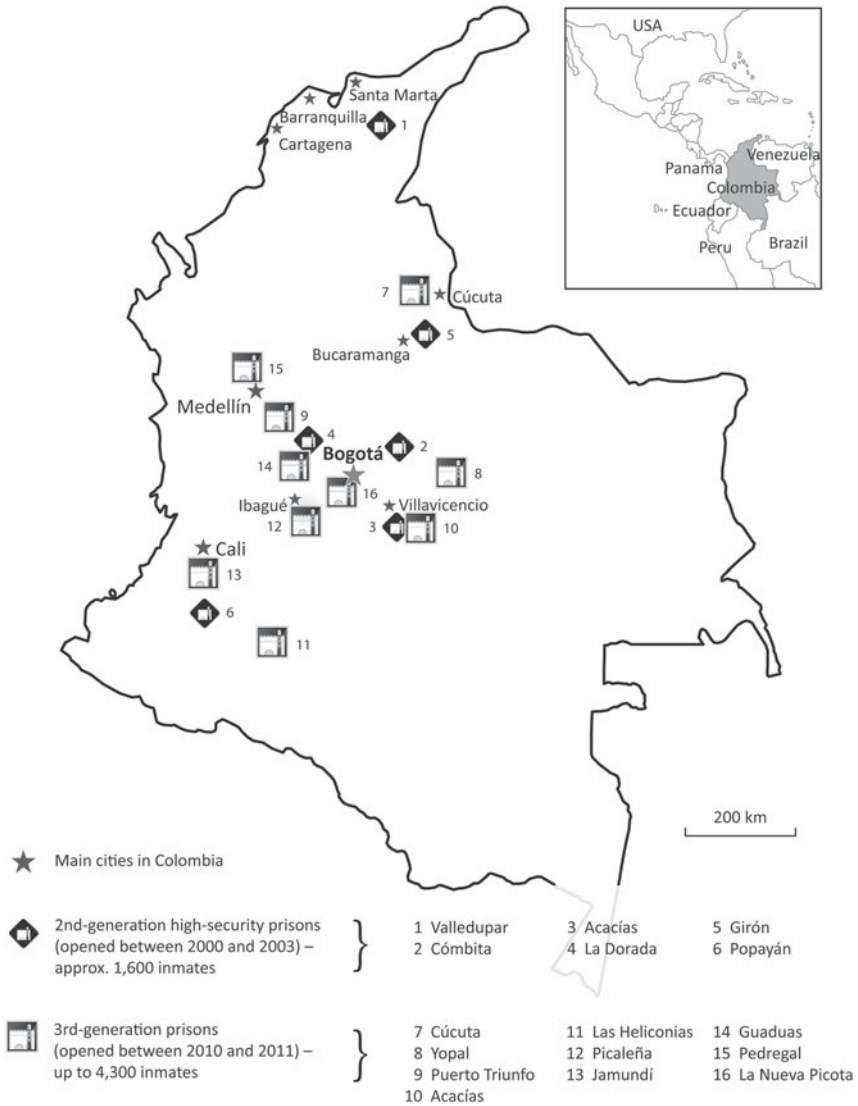 USA
Venezuela
Panama
Colombia
Ecuador
Peru
Brazil
Santa Marta
Barranquilla
1
Cartagena
7
Cúcuta
5
Bucaramanga
15
Medellín
9
4
Bogotá
2
14
8
16
Ibagué
Villavicencio
12
3
10
Cali
13
6
11
200 km
Main cities in Colombia
2nd-generation high-security prisons
(opened between 2000 and 2003) –
approx. 1,600 inmates
1 Valledupar
2 Cómbita
3 Acacías
4 La Dorada
5 Girón
6 Popayán
3rd-generation prisons
(opened between 2010 and 2011) –
up to 4,300 inmates
7 Cúcuta
8 Yopal
9 Puerto Triunfo
10 Acacías
11 Las Heliconias
12 Picaleña
13 Jamundí
14 Guaduas
15 Pedregal
16 La Nueva Picota